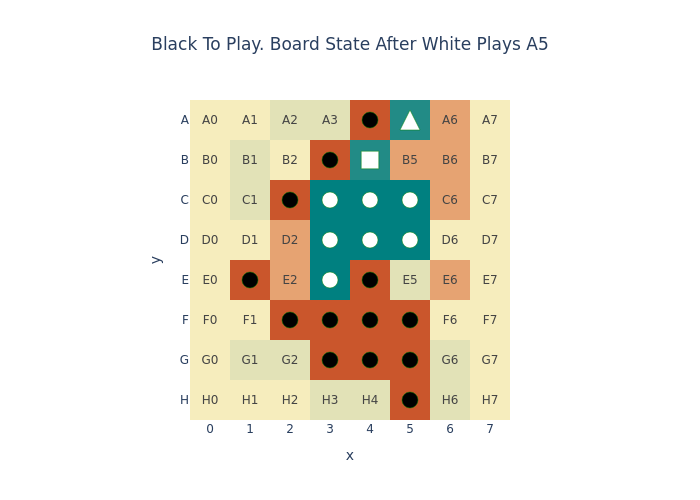 Black To Play. Board State After White Plays A5
A A0 A1 A2 A3 A6 A7
B B0 B1 B2 B5 B6 B7
C C0 C1 C6 C7
D D0 D1 D2 D6 D7
E E0 E2 E5 E6 E7
F F0 F1 F6 F7
G G0 G1 G2 G6 G7
H H0 H1 H2 H3 H4 H6 H7
0 1 2 3 4 5 6 7
x
y